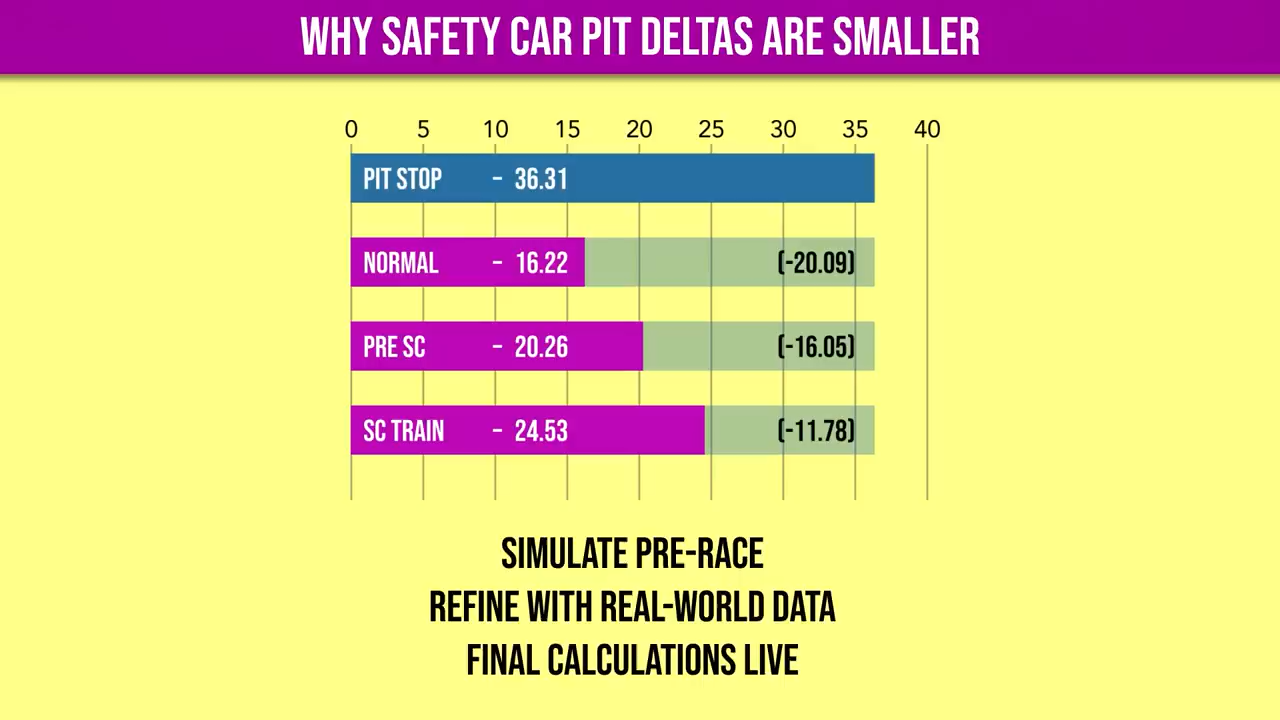 WHY SAFETY CAR PIT DELTAS ARE SMALLER
0 5 10 15 20 25 30 35 40
PIT STOP - 36.31
NORMAL - 16.22 (-20.09)
PRE SC - 20.26 (-16.05)
SC TRAIN - 24.53 (-11.78)
SIMULATE PRE-RACE
REFINE WITH REAL-WORLD DATA
FINAL CALCULATIONS LIVE